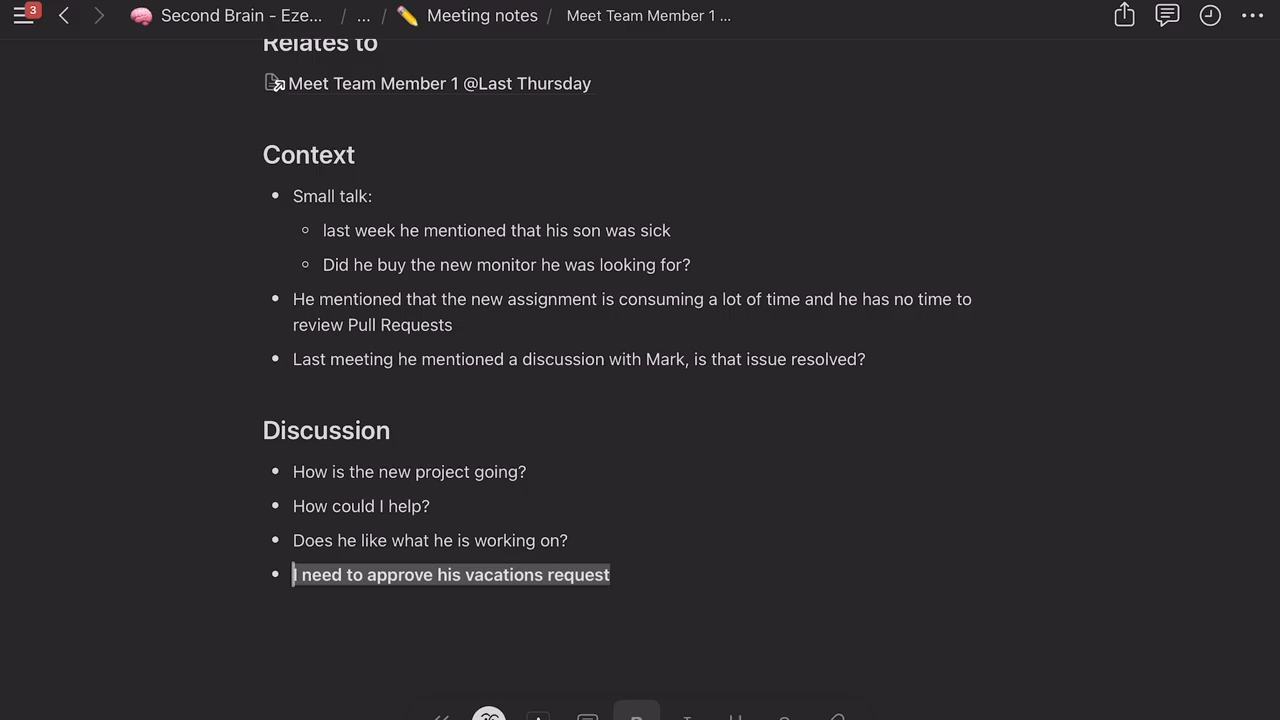 3
Second Brain - Eze... / ... / Meeting notes / Meet Team Member 1 ...
Relates to
Meet Team Member 1 @Last Thursday
Context
Small talk:
last week he mentioned that his son was sick
Did he buy the new monitor he was looking for?
He mentioned that the new assignment is consuming a lot of time and he has no time to
review Pull Requests
Last meeting he mentioned a discussion with Mark, is that issue resolved?
Discussion
How is the new project going?
How could I help?
Does he like what he is working on?
I need to approve his vacations request